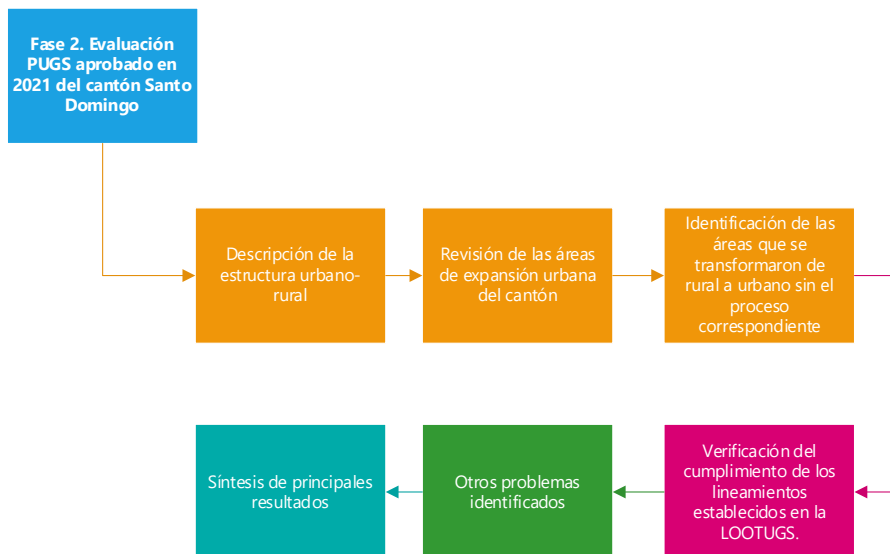 Fase 2. Evaluación
PUGS aprobado en
2021 del cantón Santo
Domingo
Descripción de la
estructura urbano-
rural
Revisión de las áreas
de expansión urbana
del cantón
Identificación de las
áreas que se
transformaron de
rural a urbano sin el
proceso
correspondiente
Verificación del
cumplimiento de los
lineamientos
establecidos en la
LOOTUGS.
Otros problemas
identificados
Síntesis de principales
resultados